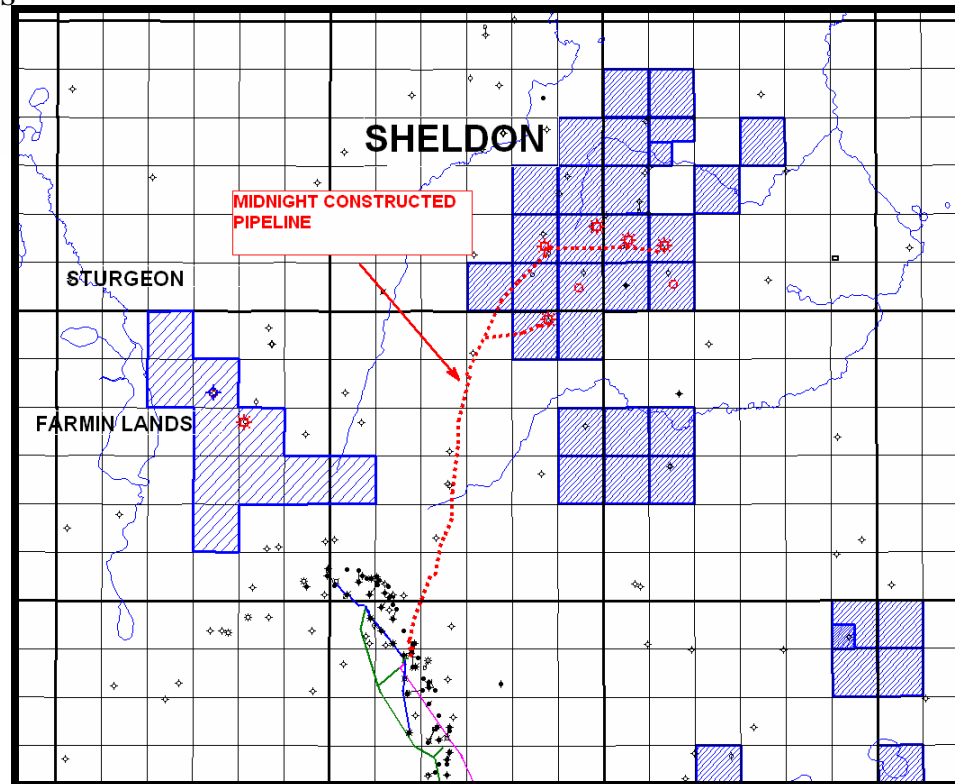 S
SHELDON
MIDNIGHT CONSTRUCTED
PIPELINE
STURGEON
FARMIN LANDS